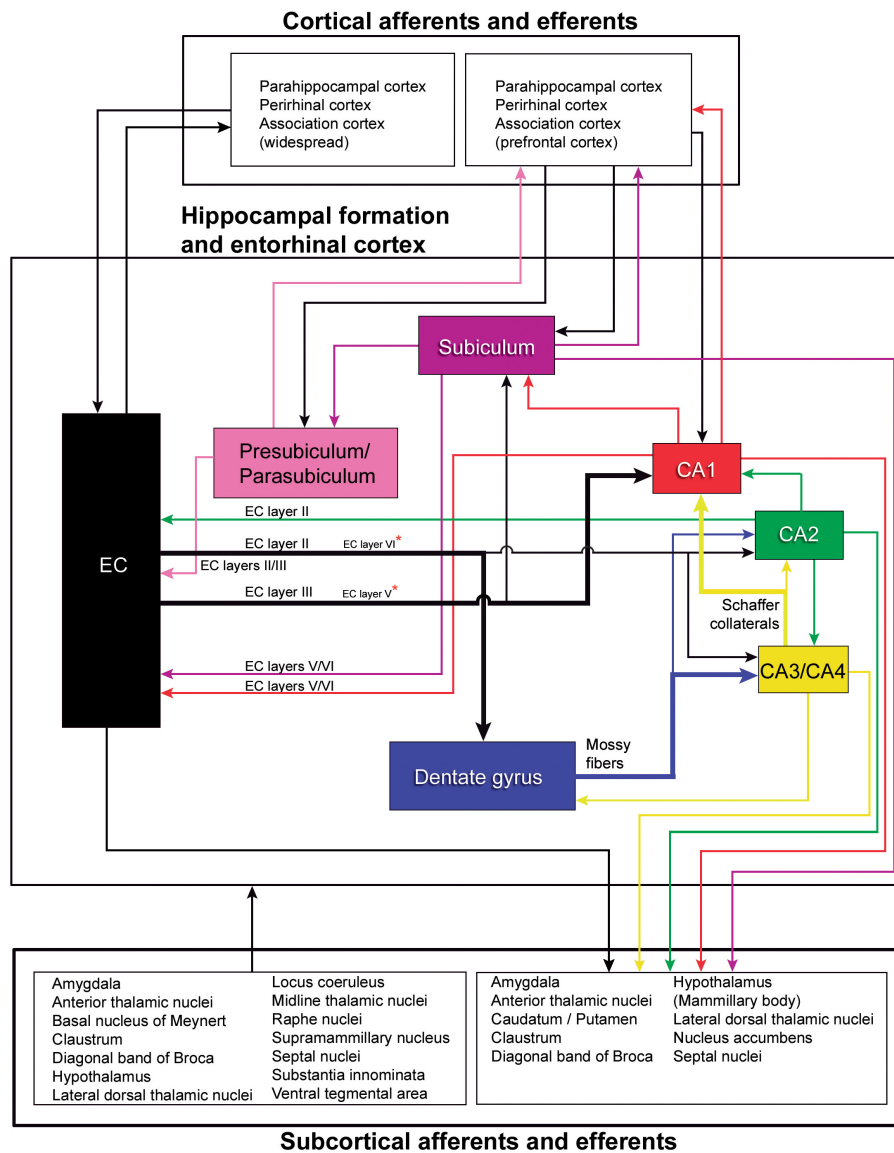 Cortical afferents and efferents
Parahippocampal cortex
Perirhinal cortex
Association cortex
(widespread)
Parahippocampal cortex
Perirhinal cortex
Association cortex
(prefrontal cortex)
Hippocampal formation
and entorhinal cortex
Subiculum
Presubiculum/
Parasubiculum
CA1
EC layer II
CA2
EC layer II
EC layer VI*
EC
EC layers II/III
EC layer III
EC layer V*
Schaffer
collaterals
CA3/CA4
EC layers V/VI
EC layers V/VI
Mossy
fibers
Dentate gyrus
Amygdala
Anterior thalamic nuclei
Basal nucleus of Meynert
Claustrum
Diagonal band of Broca
Hypothalamus
Lateral dorsal thalamic nuclei
Locus coeruleus
Midline thalamic nuclei
Raphe nuclei
Supramammillary nucleus
Septal nuclei
Substantia innominata
Ventral tegmental area
Amygdala
Anterior thalamic nuclei
Caudatum / Putamen
Claustrum
Diagonal band of Broca
Hypothalamus
(Mammillary body)
Lateral dorsal thalamic nuclei
Nucleus accumbens
Septal nuclei
Subcortical afferents and efferents